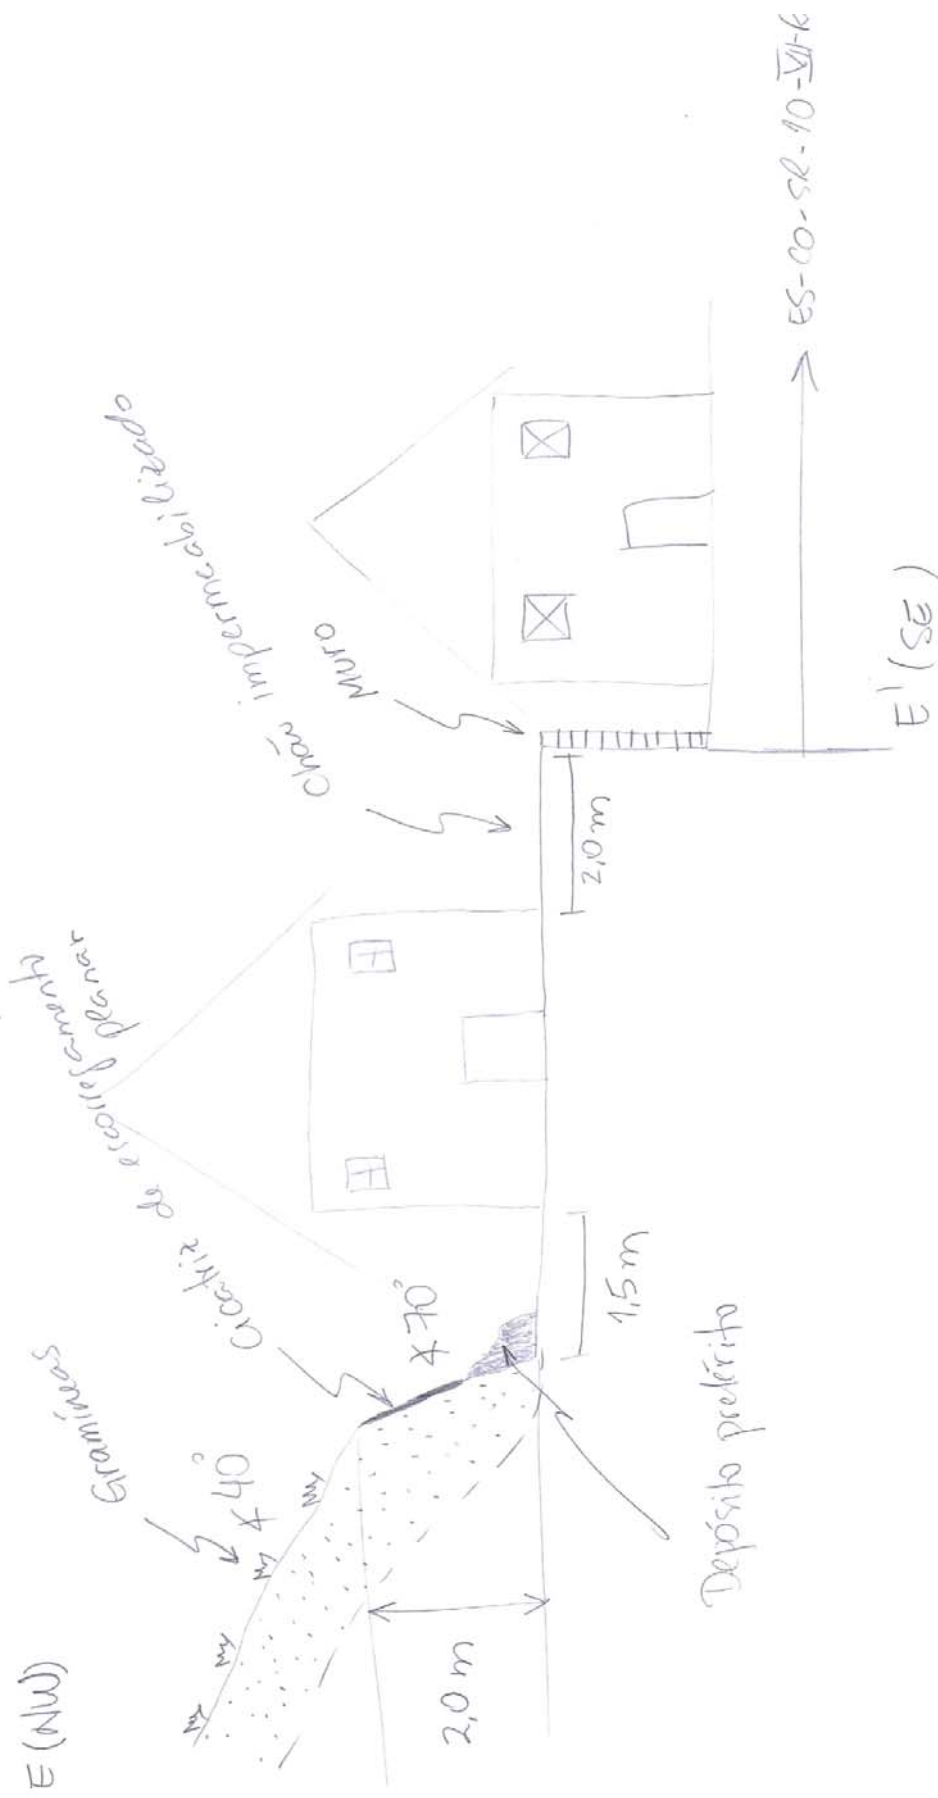 E (NW)
Gramíneas
∡ 40°
Cicatriz de escorregamento
planar
∡ 70°
Chão impermeabilizado
Muro
2,0 m
1,5 m
2,0 m
Depósito pretérito
E' (SE)
ES-CO-SR-10-VII-R